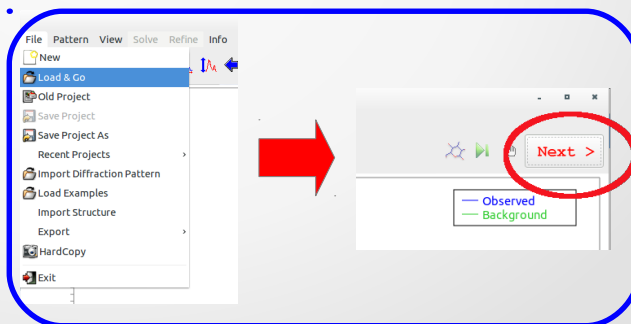 File Pattern View Solve Refine Info
New
Load & Go
Old Project
Save Project
Save Project As
Recent Projects
Import Diffraction Pattern
Load Examples
Import Structure
Export
HardCopy
Exit
Next >
Observed
Background